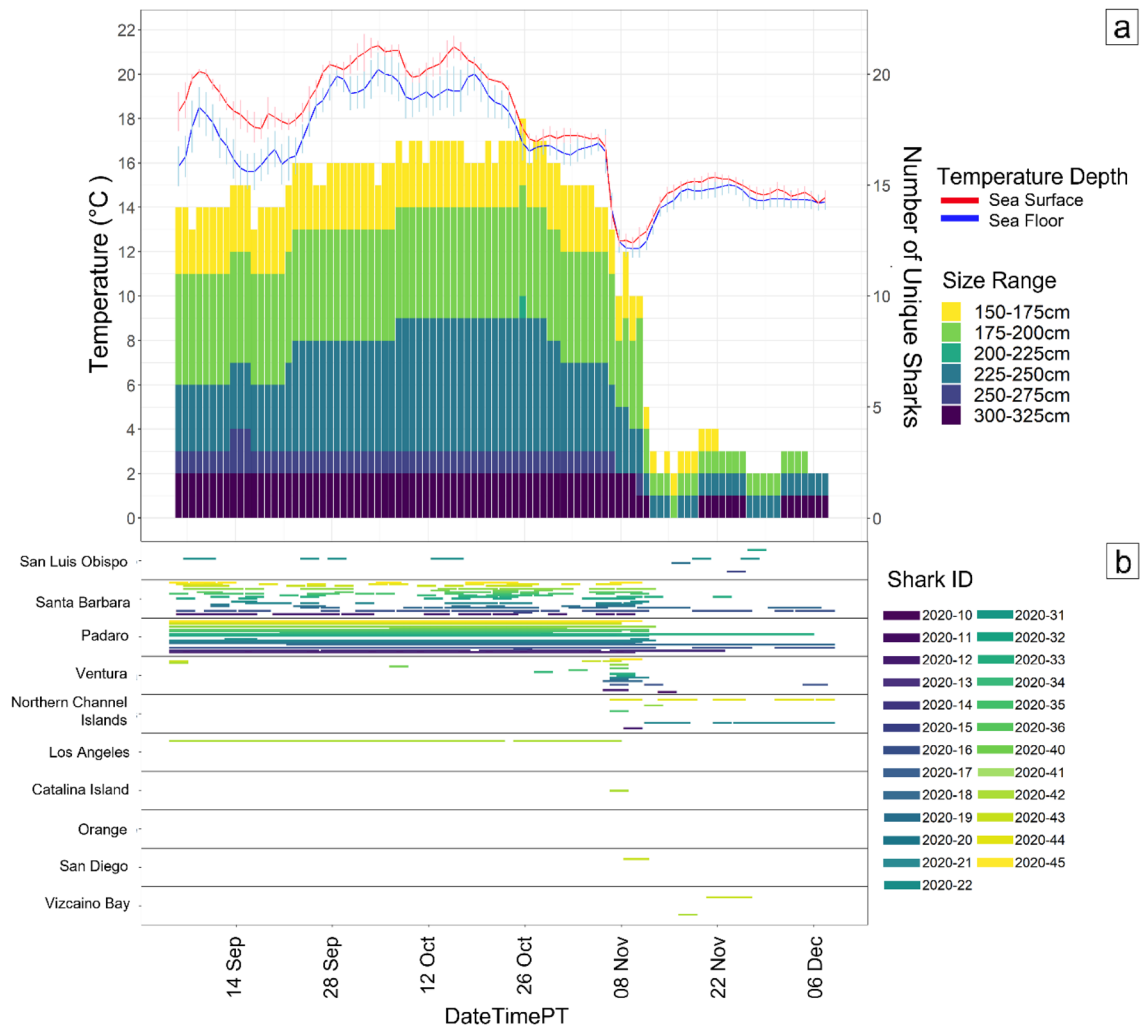 a
22
20
18
16
14
12
10
8
6
4
2
0
Temperature (°C)
20
15
10
5
0
Number of Unique Sharks
Temperature Depth
Sea Surface
Sea Floor
Size Range
150-175cm
175-200cm
200-225cm
225-250cm
250-275cm
300-325cm
b
San Luis Obispo
Santa Barbara
Padaro
Ventura
Northern Channel
Islands
Los Angeles
Catalina Island
Orange
San Diego
Vizcaino Bay
14 Sep
28 Sep
12 Oct
26 Oct
08 Nov
22 Nov
06 Dec
DateTimePT
Shark ID
2020-10
2020-11
2020-12
2020-13
2020-14
2020-15
2020-16
2020-17
2020-18
2020-19
2020-20
2020-21
2020-22
2020-31
2020-32
2020-33
2020-34
2020-35
2020-36
2020-40
2020-41
2020-42
2020-43
2020-44
2020-45